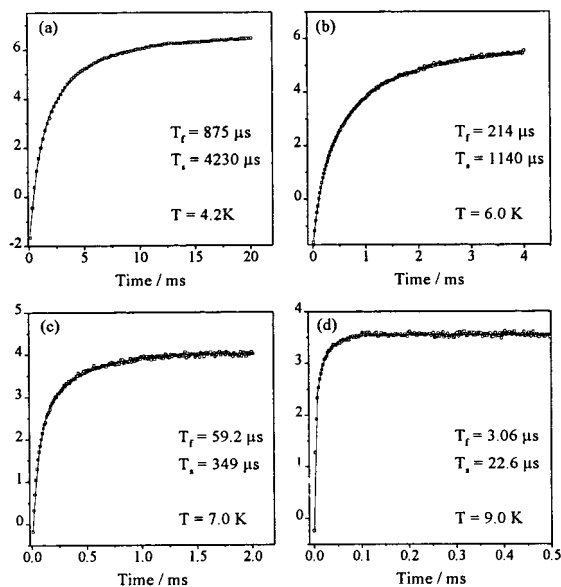 (a)
6
4
2
0
-2
T_f = 875 μs
T_s = 4230 μs
T = 4.2K
0 5 10 15 20
Time / ms
(b)
6
4
2
0
T_f = 214 μs
T_s = 1140 μs
T = 6.0 K
0 1 2 3 4
Time / ms
(c)
5
4
3
2
1
0
T_f = 59.2 μs
T_s = 349 μs
T = 7.0 K
0.0 0.5 1.0 1.5 2.0
Time / ms
(d)
4
3
2
1
0
T_f = 3.06 μs
T_s = 22.6 μs
T = 9.0 K
0.0 0.1 0.2 0.3 0.4 0.5
Time / ms